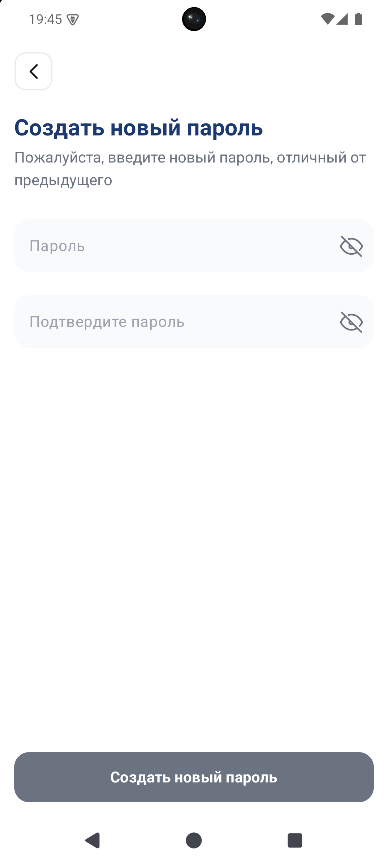 19:45
Создать новый пароль
Пожалуйста, введите новый пароль, отличный от
предыдущего
Пароль
Подтвердите пароль
Создать новый пароль